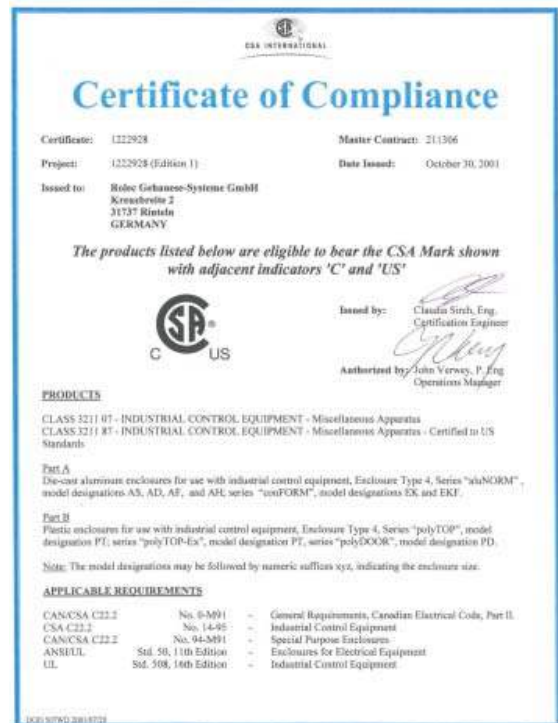 CSA INTERNATIONAL
Certificate of Compliance
Certificate: 1222928 Master Contract: 211306
Project: 1222928 (Edition 1) Date Issued: October 30, 2001
Issued to: Rolec Gehauese-Systeme GmbH
Kreuzbreite 2
31737 Rinteln
GERMANY
The products listed below are eligible to bear the CSA Mark shown
with adjacent indicators 'C' and 'US'
Issued by: Claudia Sirch, Eng.
Certification Engineer
C US
Authorized by: John Verwey, P. Eng
Operations Manager
PRODUCTS
CLASS 3211 07 - INDUSTRIAL CONTROL EQUIPMENT - Miscellaneous Apparatus
CLASS 3211 87 - INDUSTRIAL CONTROL EQUIPMENT - Miscellaneous Apparatus - Certified to US
Standards
Part A
Die-cast aluminum enclosures for use with industrial control equipment, Enclosure Type 4, Series "aluNORM" ,
model designations AS, AD, AF, and AH; series "conFORM", model designations EK and EKF.
Part B
Plastic enclosures for use with industrial control equipment, Enclosure Type 4, Series "polyTOP", model
designation PT; series "polyTOP-Ex", model designation PT, series "polyDOOR", model designation PD.
Note: The model designations may be followed by numeric suffices xyz, indicating the enclosure size.
APPLICABLE REQUIREMENTS
CAN/CSA C22.2 No. 0-M91 - General Requirements, Canadian Electrical Code, Part II.
CSA C22.2 No. 14-95 - Industrial Control Equipment
CAN/CSA C22.2 No. 94-M91 - Special Purpose Enclosures
ANSI/UL Std. 50, 11th Edition - Enclosures for Electrical Equipment
UL Std. 508, 16th Edition - Industrial Control Equipment